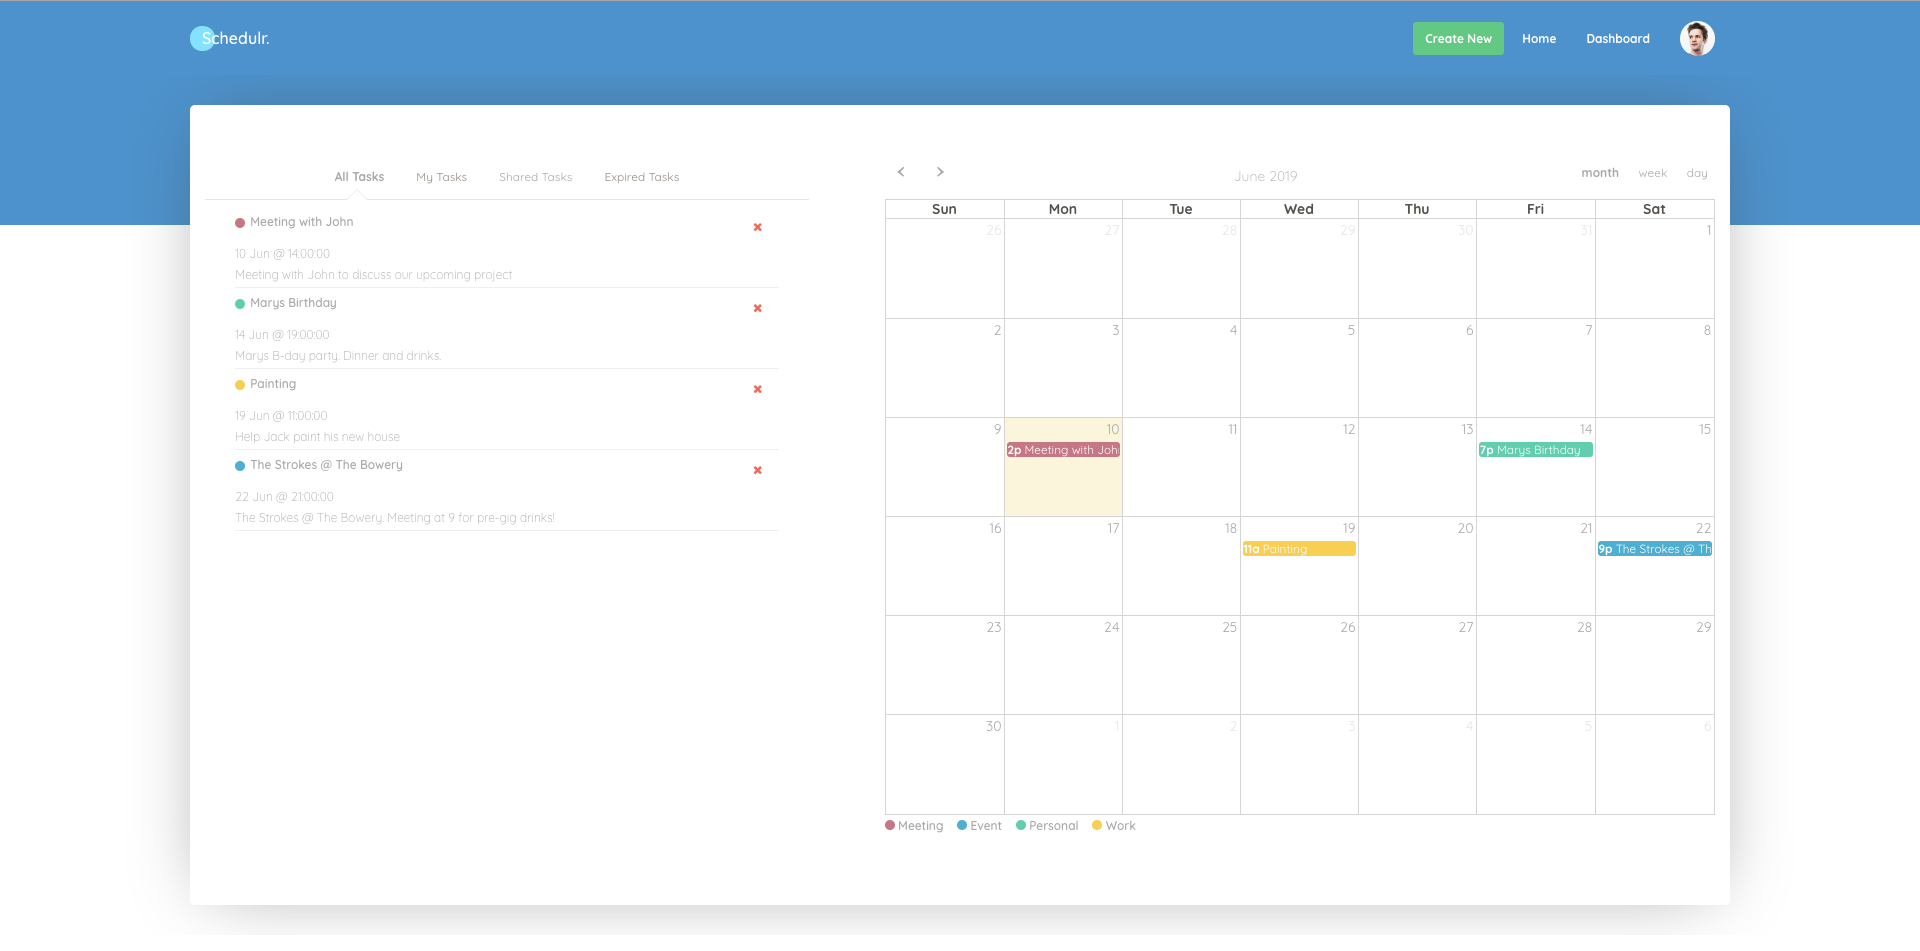 Schedulr.
Create New Home Dashboard
All Tasks My Tasks Shared Tasks Expired Tasks
Meeting with John
10 Jun @ 14:00:00
Meeting with John to discuss our upcoming project
Marys Birthday
14 Jun @ 19:00:00
Marys B-day party. Dinner and drinks.
Painting
19 Jun @ 11:00:00
Help Jack paint his new house
The Strokes @ The Bowery
22 Jun @ 21:00:00
The Strokes @ The Bowery. Meeting at 9 for pre-gig drinks!
June 2019
month week day
Sun Mon Tue Wed Thu Fri Sat
26 27 28 29 30 31 1
2 3 4 5 6 7 8
9 10 11 12 13 14 15
2p Meeting with Joh 7p Marys Birthday
16 17 18 19 20 21 22
11a Painting 9p The Strokes @ Th
23 24 25 26 27 28 29
30 1 2 3 4 5 6
Meeting Event Personal Work